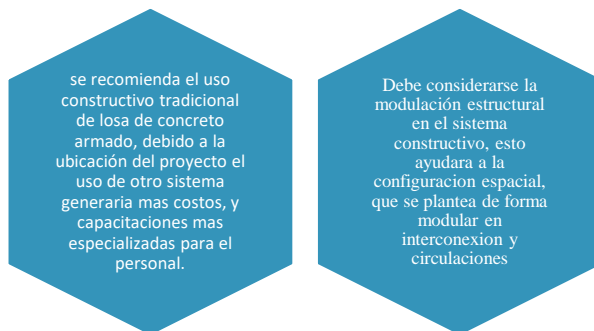 se recomienda el uso
constructivo tradicional
de losa de concreto
armado, debido a la
ubicación del proyecto el
uso de otro sistema
generaria mas costos, y
capacitaciones mas
especializadas para el
personal.
Debe considerarse la
modulación estructural
en el sistema
constructivo, esto
ayudara a la
configuracion espacial,
que se plantea de forma
modular en
interconexion y
circulaciones